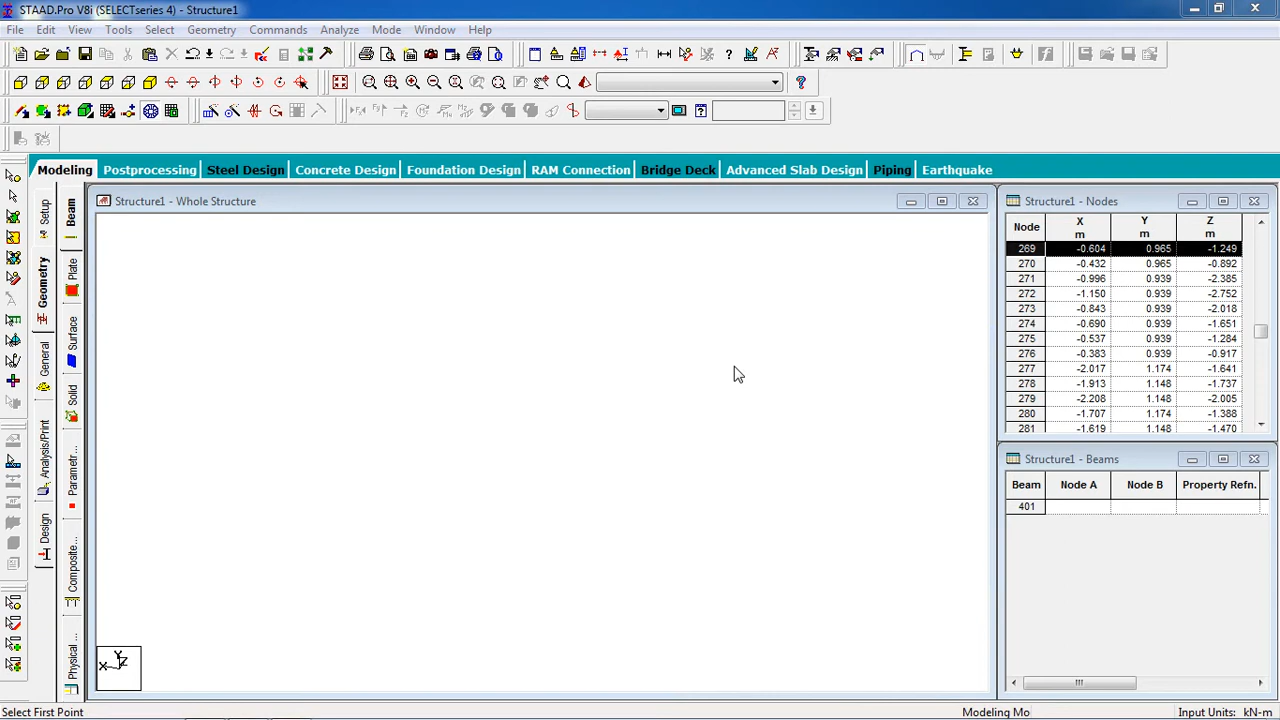 STAAD.Pro V8i (SELECTseries 4) - Structure1
File Edit View Tools Select Geometry Commands Analyze Mode Window Help
Modeling Postprocessing Steel Design Concrete Design Foundation Design RAM Connection Bridge Deck Advanced Slab Design Piping Earthquake
Setup
Geometry
General
Analysis/Print
Design
Beam
Plate
Surface
Solid
Parametr...
Composite...
Physical ...
Structure1 - Whole Structure
Y
X Z
Structure1 - Nodes
Node X m Y m Z m
269 -0.604 0.965 -1.249
270 -0.432 0.965 -0.892
271 -0.996 0.939 -2.385
272 -1.150 0.939 -2.752
273 -0.843 0.939 -2.018
274 -0.690 0.939 -1.651
275 -0.537 0.939 -1.284
276 -0.383 0.939 -0.917
277 -2.017 1.174 -1.641
278 -1.913 1.148 -1.737
279 -2.208 1.148 -2.005
280 -1.707 1.174 -1.388
281 -1.619 1.148 -1.470
Structure1 - Beams
Beam Node A Node B Property Refn.
401
Select First Point Modeling Mo Input Units: kN-m